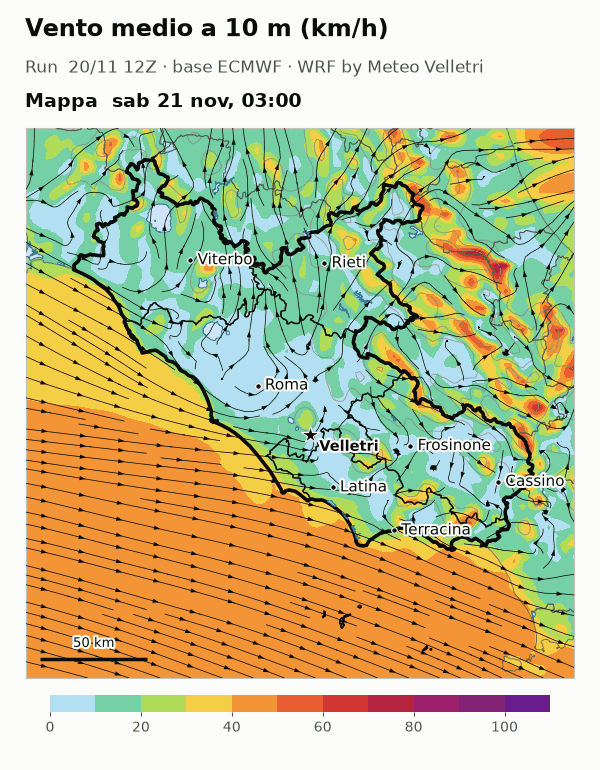 Vento medio a 10 m (km/h)
Run  20/11 12Z · base ECMWF · WRF by Meteo Velletri
Mappa  sab 21 nov, 03:00
Viterbo
Rieti
Roma
Velletri
Frosinone
Latina
Cassino
Terracina
50 km
0 20 40 60 80 100